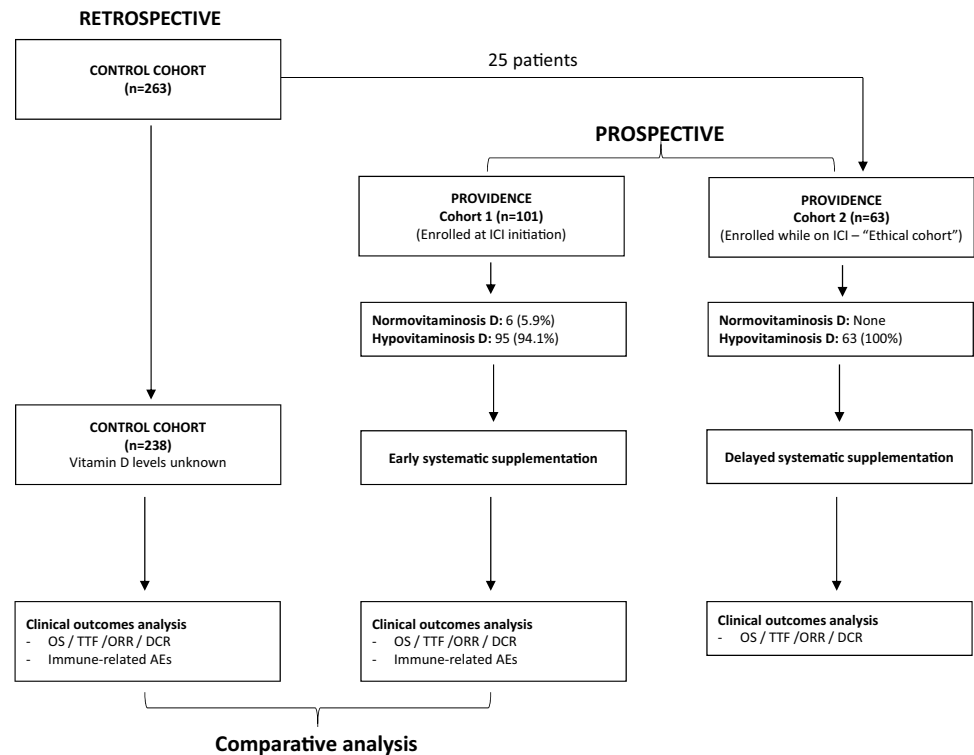 RETROSPECTIVE
CONTROL COHORT
(n=263)
25 patients
PROSPECTIVE
PROVIDENCE
Cohort 1 (n=101)
(Enrolled at ICI initiation)
PROVIDENCE
Cohort 2 (n=63)
(Enrolled while on ICI – “Ethical cohort”)
Normovitaminosis D: 6 (5.9%)
Hypovitaminosis D: 95 (94.1%)
Normovitaminosis D: None
Hypovitaminosis D: 63 (100%)
CONTROL COHORT
(n=238)
Vitamin D levels unknown
Early systematic supplementation
Delayed systematic supplementation
Clinical outcomes analysis
- OS / TTF /ORR / DCR
- Immune-related AEs
Clinical outcomes analysis
- OS / TTF /ORR / DCR
- Immune-related AEs
Clinical outcomes analysis
- OS / TTF /ORR / DCR
Comparative analysis